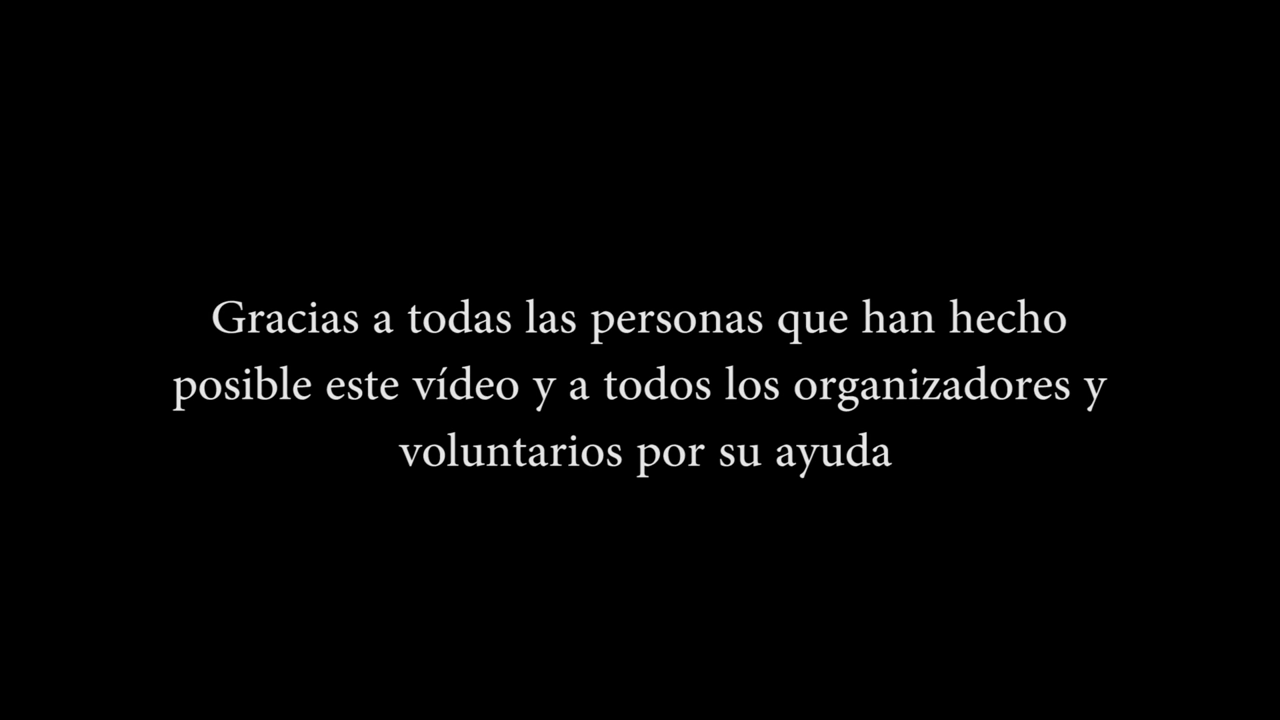 Gracias a todas las personas que han hecho
posible este vídeo y a todos los organizadores y
voluntarios por su ayuda